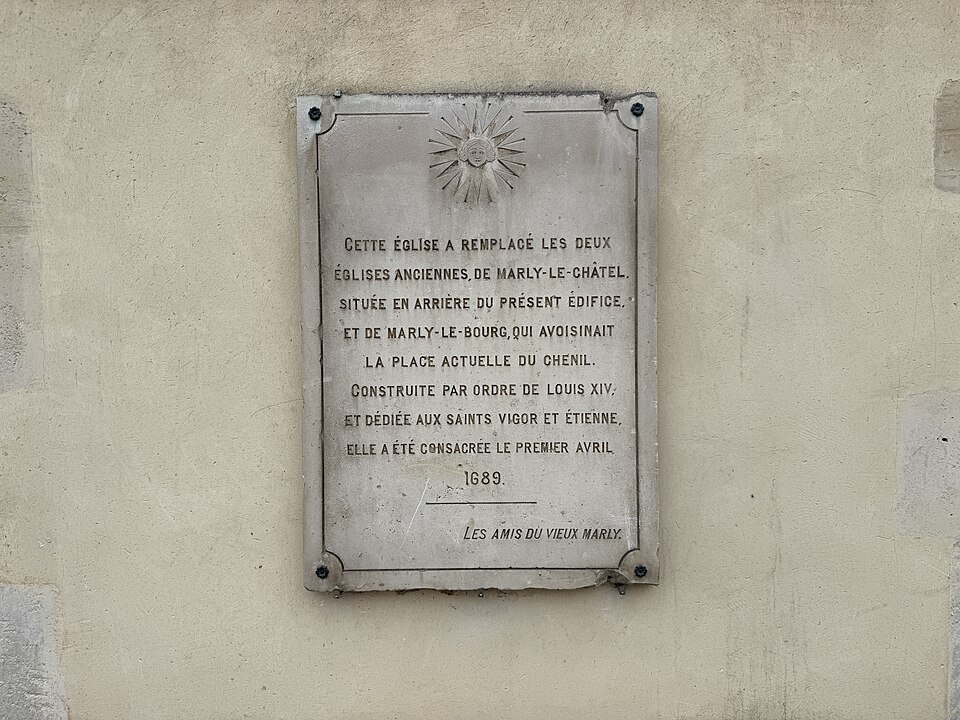 CETTE ÉGLISE A REMPLACÉ LES DEUX
ÉGLISES ANCIENNES, DE MARLY-LE-CHÂTEL,
SITUÉE EN ARRIÈRE DU PRÉSENT ÉDIFICE,
ET DE MARLY-LE-BOURG, QUI AVOISINAIT
LA PLACE ACTUELLE DU CHENIL.
CONSTRUITE PAR ORDRE DE LOUIS XIV,
ET DÉDIÉE AUX SAINTS VIGOR ET ÉTIENNE,
ELLE A ÉTÉ CONSACRÉE LE PREMIER AVRIL
1689.
LES AMIS DU VIEUX MARLY.